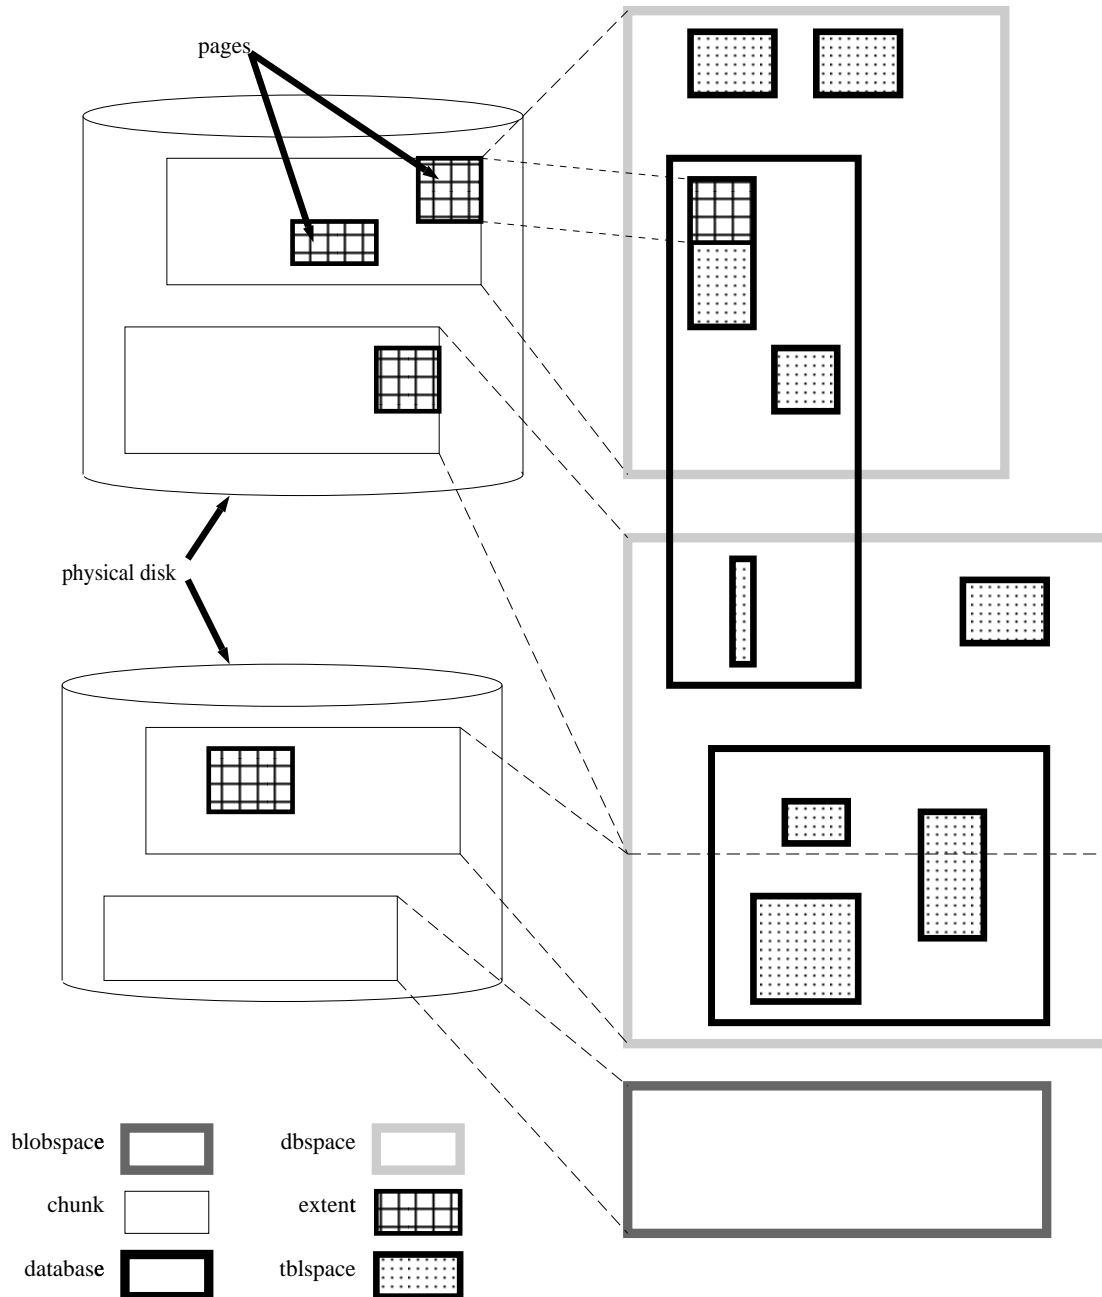 pages
physical disk
blobspace
dbspace
chunk
extent
database
tblspace